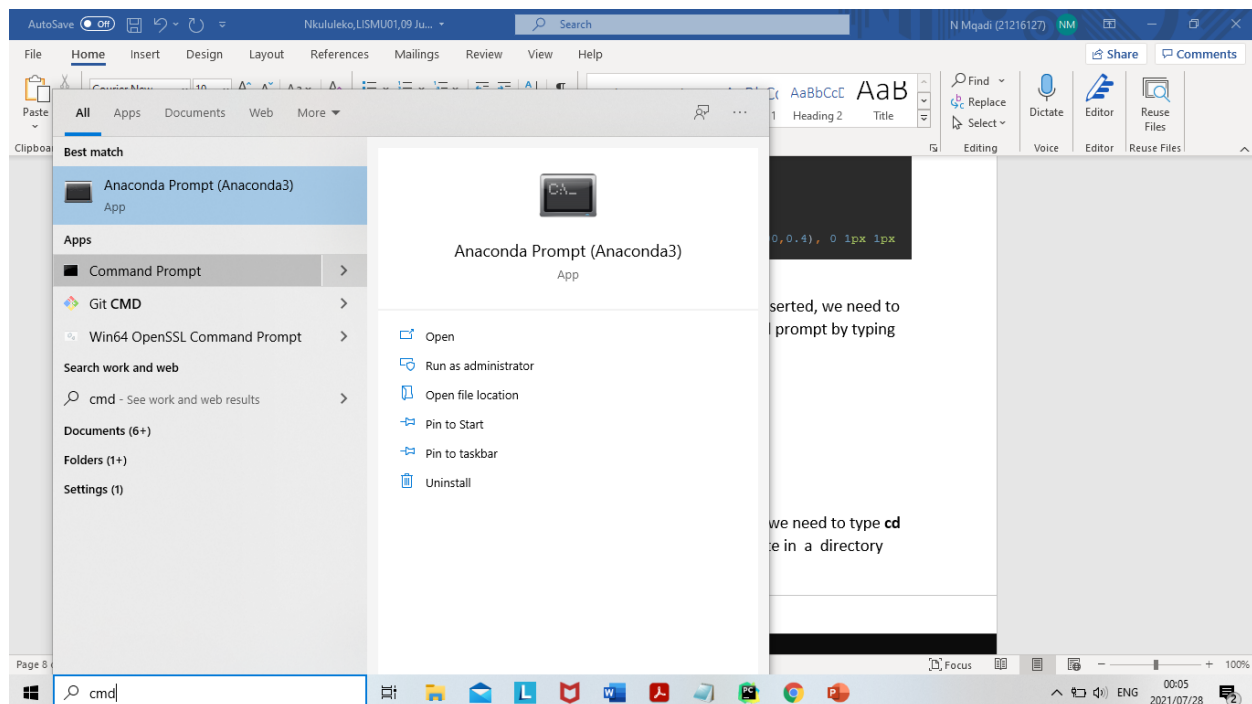 AutoSave Off Nkululeko,LISMU01,09 Ju... Search N Mqadi (21216127) NM
File Home Insert Design Layout References Mailings Review View Help Share Comments
Paste
Clipboa
Courier New 10
AaBbCcD AaB
1 Heading 2 Title
Find
Replace
Select
Editing
Dictate
Voice
Editor
Editor
Reuse Files
Reuse Files
All Apps Documents Web More
Best match
Anaconda Prompt (Anaconda3)
App
Apps
Command Prompt
Git CMD
Win64 OpenSSL Command Prompt
Search work and web
cmd - See work and web results
Documents (6+)
Folders (1+)
Settings (1)
C:\_
Anaconda Prompt (Anaconda3)
App
Open
Run as administrator
Open file location
Pin to Start
Pin to taskbar
Uninstall
0,0.4), 0 1px 1px
serted, we need to
prompt by typing
we need to type cd
in a directory
Page 8
Focus
100%
cmd
L
W
PC
P
ENG
00:05
2021/07/28
2